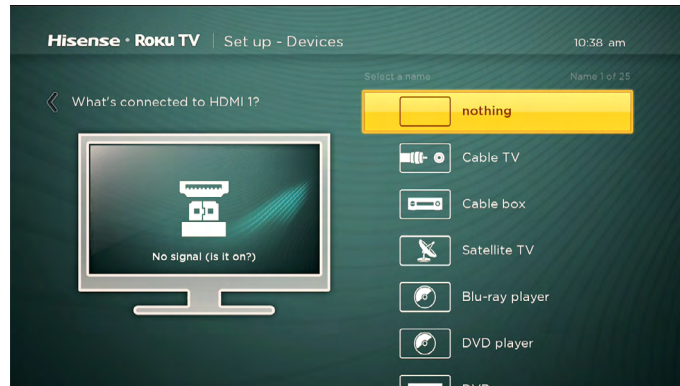 Hisense • ROKU TV | Set up - Devices
10:38 am
Select a name
Name 1 of 25
What's connected to HDMI 1?
nothing
Cable TV
Cable box
No signal (is it on?)
Satellite TV
Blu-ray player
DVD player